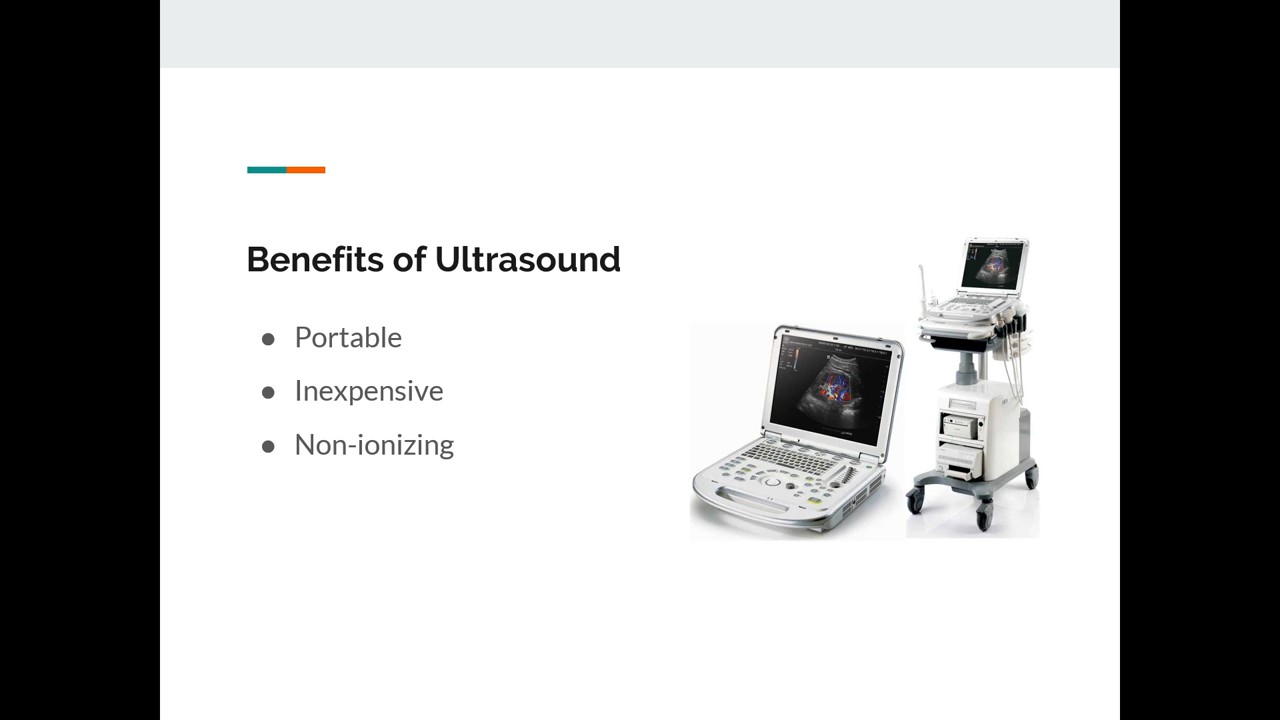 Benefits of Ultrasound
● Portable
● Inexpensive
● Non-ionizing